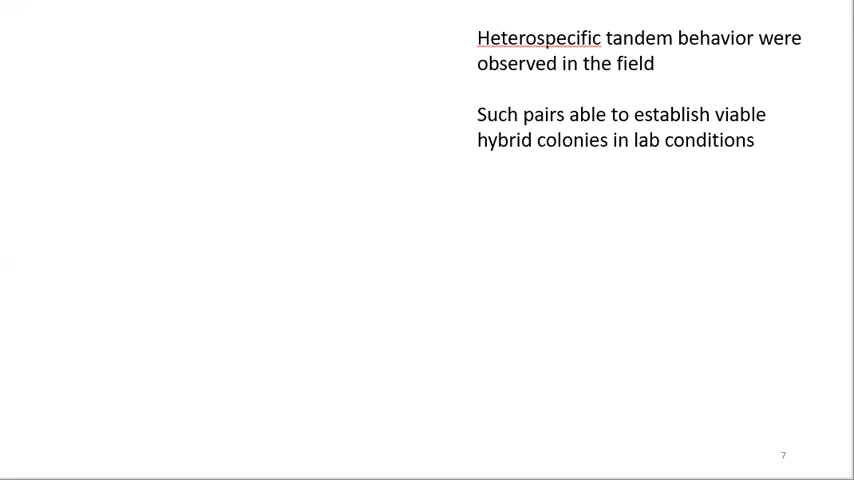 Heterospecific tandem behavior were
observed in the field
Such pairs able to establish viable
hybrid colonies in lab conditions
7